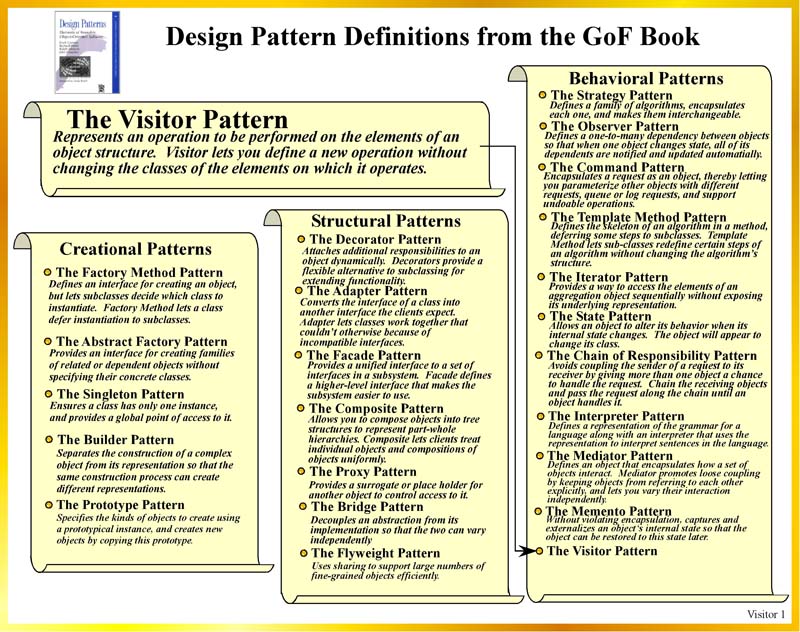 Design Patterns
Elements of Reusable
Object-Oriented Software
Design Pattern Definitions from the GoF Book
The Visitor Pattern
Represents an operation to be performed on the elements of an
object structure. Visitor lets you define a new operation without
changing the classes of the elements on which it operates.
Creational Patterns
The Factory Method Pattern
Defines an interface for creating an object,
but lets subclasses decide which class to
instantiate. Factory Method lets a class
defer instantiation to subclasses.
The Abstract Factory Pattern
Provides an interface for creating families
of related or dependent objects without
specifying their concrete classes.
The Singleton Pattern
Ensures a class has only one instance,
and provides a global point of access to it.
The Builder Pattern
Separates the construction of a complex
object from its representation so that the
same construction process can create
different representations.
The Prototype Pattern
Specifies the kinds of objects to create using
a prototypical instance, and creates new
objects by copying this prototype.
Structural Patterns
The Decorator Pattern
Attaches additional responsibilities to an
object dynamically. Decorators provide a
flexible alternative to subclassing for
extending functionality.
The Adapter Pattern
Converts the interface of a class into
another interface the clients expect.
Adapter lets classes work together that
couldn't otherwise because of
incompatible interfaces.
The Facade Pattern
Provides a unified interface to a set of
interfaces in a subsystem. Facade defines
a higher-level interface that makes the
subsystem easier to use.
The Composite Pattern
Allows you to compose objects into tree
structures to represent part-whole
hierarchies. Composite lets clients treat
individual objects and compositions of
objects uniformly.
The Proxy Pattern
Provides a surrogate or place holder for
another object to control access to it.
The Bridge Pattern
Decouples an abstraction from its
implementation so that the two can vary
independently
The Flyweight Pattern
Uses sharing to support large numbers of
fine-grained objects efficiently.
Behavioral Patterns
The Strategy Pattern
Defines a family of algorithms, encapsulates
each one, and makes them interchangeable.
The Observer Pattern
Defines a one-to-many dependency between objects
so that when one object changes state, all of its
dependents are notified and updated automatially.
The Command Pattern
Encapsulates a request as an object, thereby letting
you parameterize other objects with different
requests, queue or log requests, and support
undoable operations.
The Template Method Pattern
Defines the skeleton of an algorithm in a method,
deferring some steps to subclasses. Template
Method lets sub-classes redefine certain steps of
an algorithm without changing the algorithm's
structure.
The Iterator Pattern
Provides a way to access the elements of an
aggregation object sequentially without exposing
its underlying representation.
The State Pattern
Allows an object to alter its behavior when its
internal state changes. The object will appear to
change its class.
The Chain of Responsibility Pattern
Avoids coupling the sender of a request to its
receiver by giving more than one object a chance
to handle the request. Chain the receiving objects
and pass the request along the chain until an
object handles it.
The Interpreter Pattern
Defines a representation of the grammar for a
language along with an interpreter that uses the
representation to interpret sentences in the language.
The Mediator Pattern
Defines an object that encapsulates how a set of
objects interact. Mediator promotes loose coupling
by keeping objects from referring to each other
explicitly, and lets you vary their interaction
independently.
The Memento Pattern
Without violating encapsulation, captures and
externalizes an object's internal state so that the
object can be restored to this state later.
The Visitor Pattern
Visitor 1